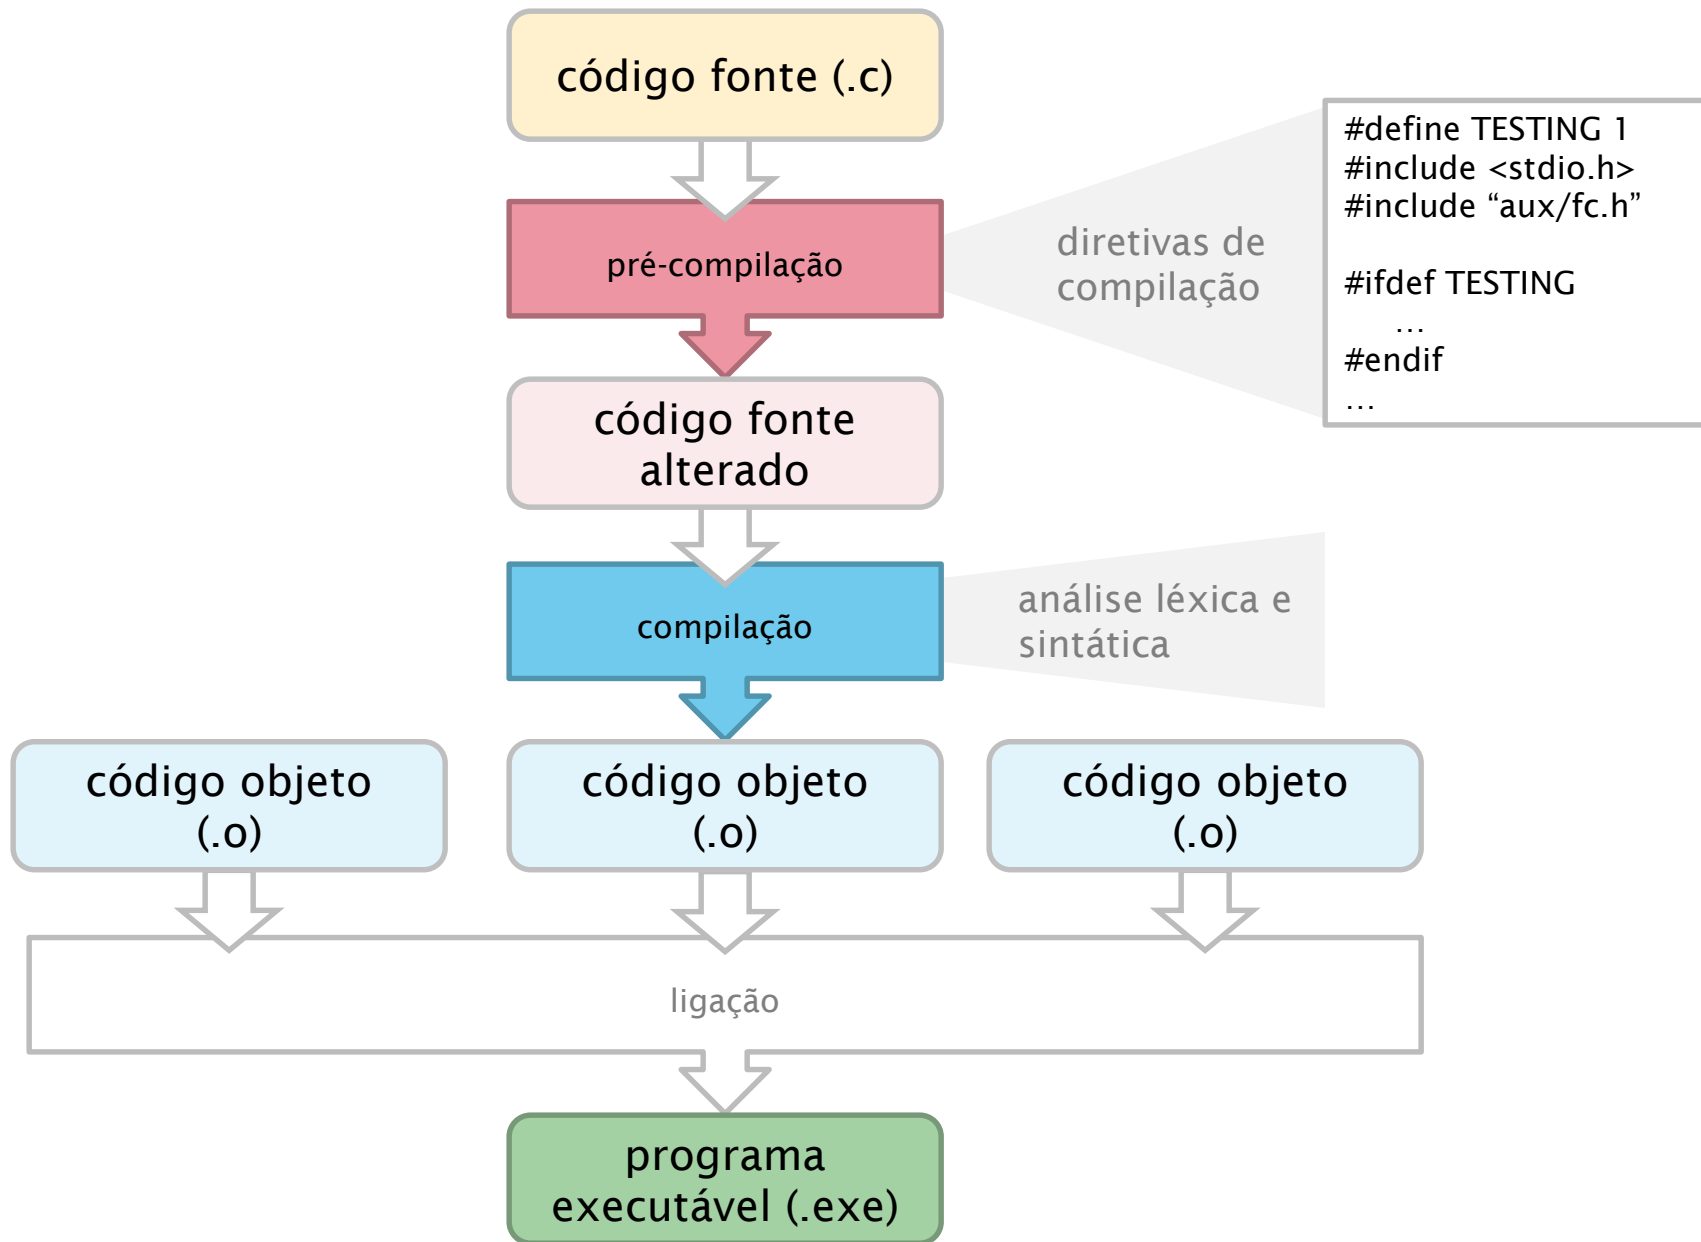 código fonte (.c)
pré-compilação
diretivas de
compilação
#define TESTING 1
#include <stdio.h>
#include “aux/fc.h”
#ifdef TESTING
…
#endif
…
código fonte
alterado
compilação
análise léxica e
sintática
código objeto
(.o)
código objeto
(.o)
código objeto
(.o)
ligação
programa
executável (.exe)